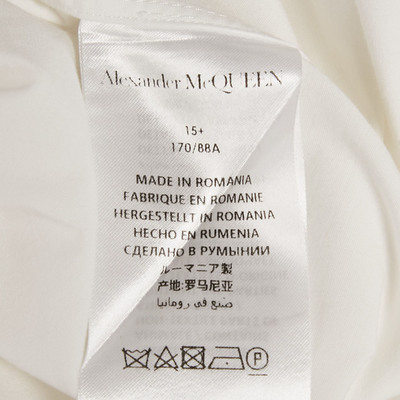 Alexander McQUEEN
15+
170/88A
MADE IN ROMANIA
FABRIQUE EN ROMANIE
HERGESTELLT IN ROMANIA
HECHO EN RUMENIA
СДЕЛАНО В РУМЫНИИ
ルーマニア製
产地:罗马尼亚
صنع في رومانيا
P